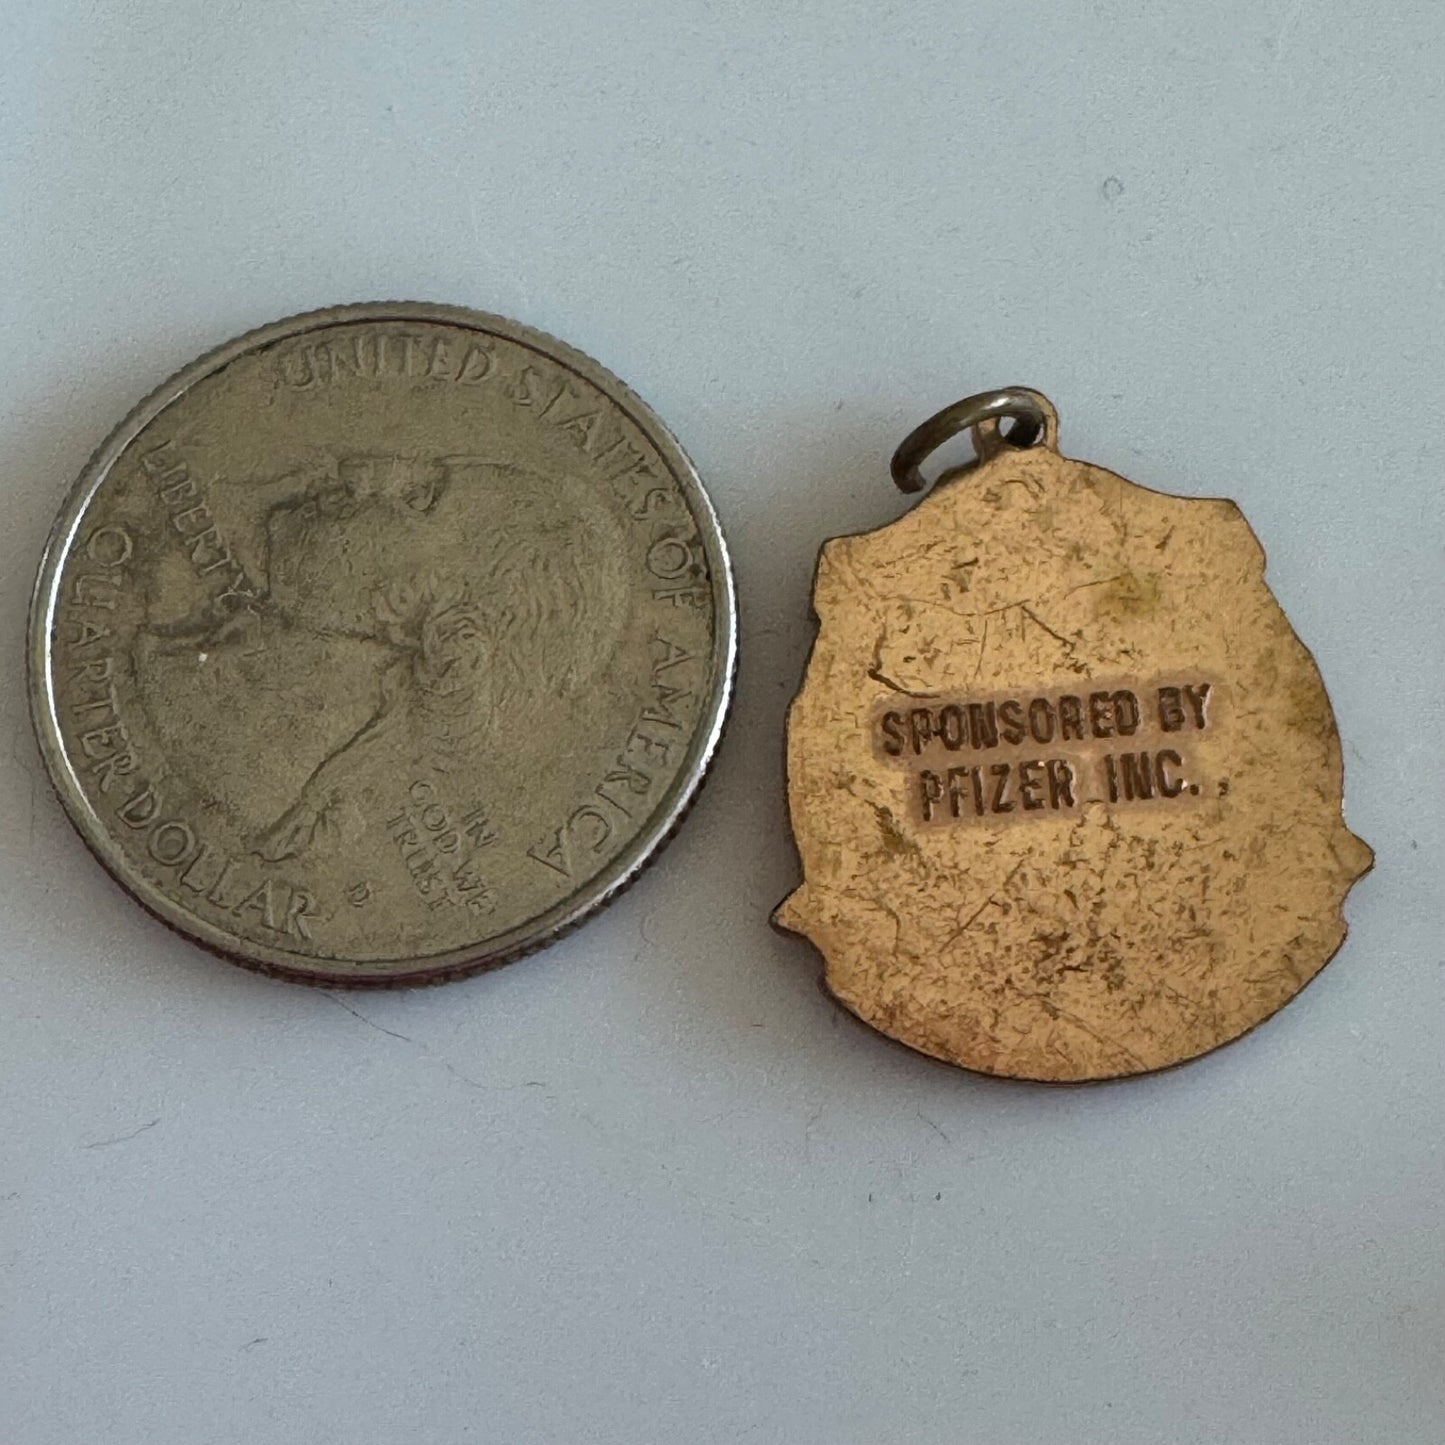 UNITED STATES OF AMERICA
LIBERTY
IN
GOD WE
TRUST
QUARTER DOLLAR
SPONSORED BY
PFIZER INC.